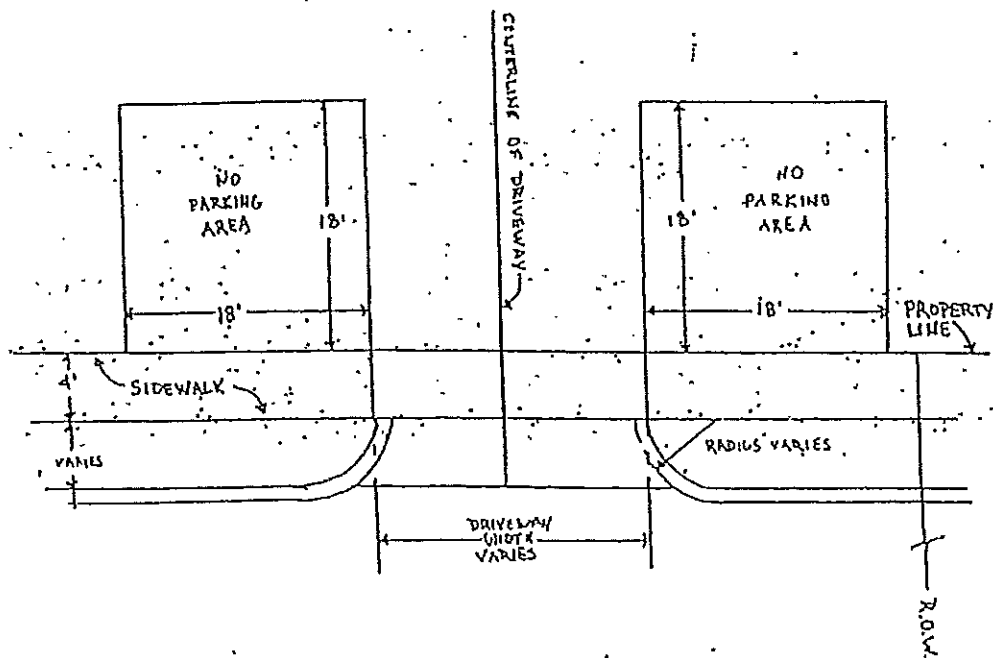 CENTERLINE OF DRIVEWAY
NO
PARKING
AREA
18'
18'
NO
PARKING
AREA
18'
18'
PROPERTY
LINE
4'
SIDEWALK
VARIES
RADIUS VARIES
DRIVEWAY
WIDTH
VARIES
R.O.W.